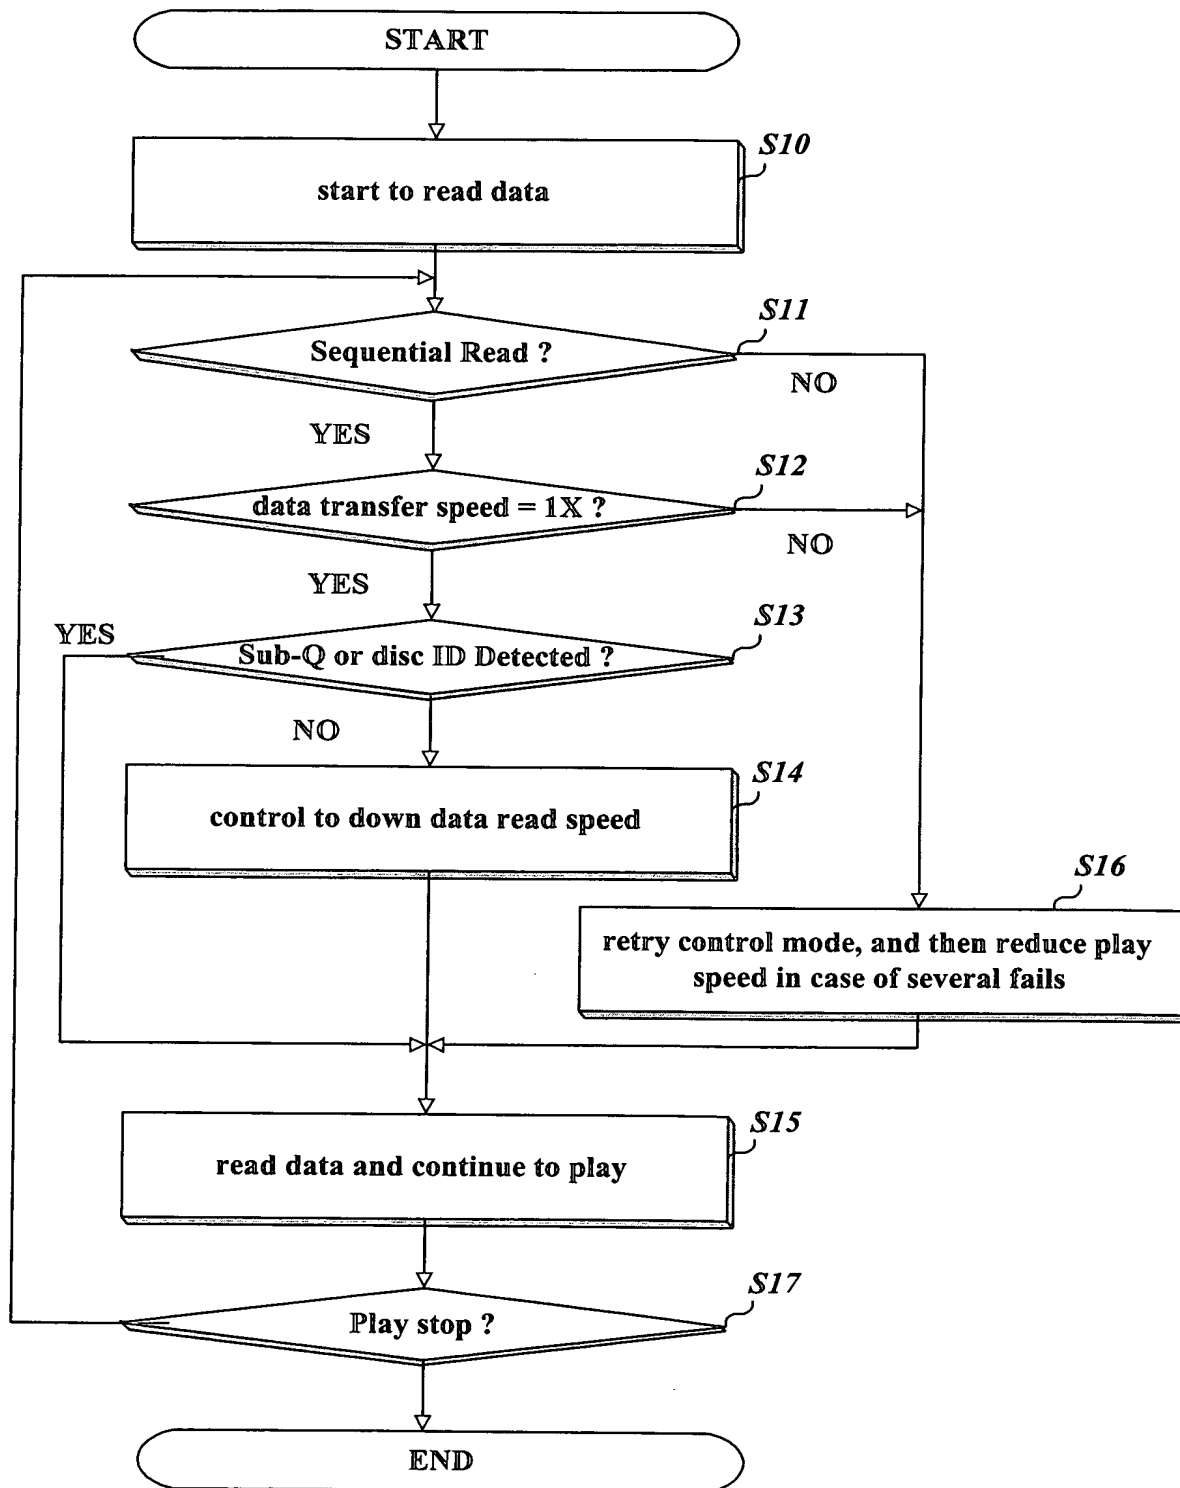 START
S10
start to read data
S11
Sequential Read ?
NO
YES
S12
data transfer speed = 1X ?
NO
YES
S13
YES
Sub-Q or disc ID Detected ?
NO
S14
control to down data read speed
S16
retry control mode, and then reduce play
speed in case of several fails
S15
read data and continue to play
S17
Play stop ?
END